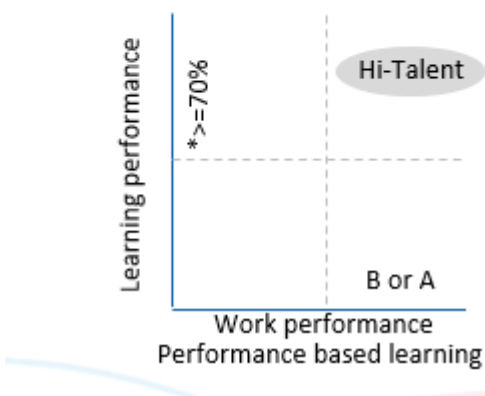 Learning performance
*>=70%
Hi-Talent
B or A
Work performance
Performance based learning